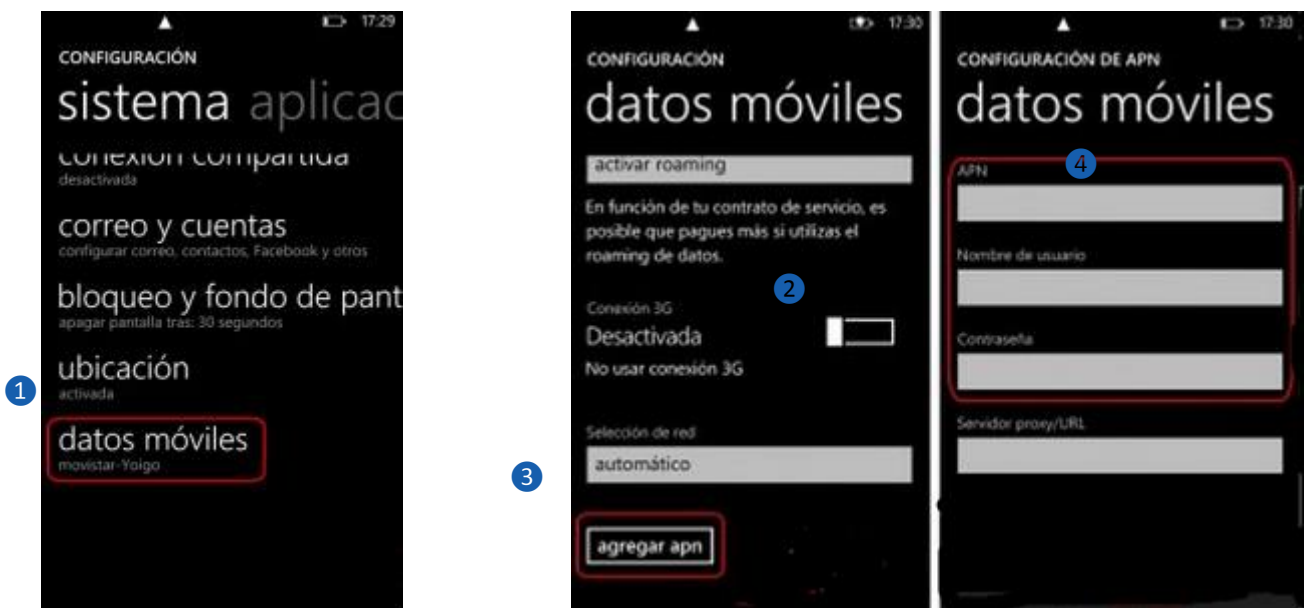 17:29
CONFIGURACIÓN
sistema aplicac
conexión compartida
desactivada
correo y cuentas
configurar correo, contactos, Facebook y otros
bloqueo y fondo de pant
apagar pantalla tras: 30 segundos
ubicación
1
activada
datos móviles
movistar-Yoigo
17:30
CONFIGURACIÓN
datos móviles
activar roaming
En función de tu contrato de servicio, es
posible que pagues más si utilizas el
roaming de datos.
2
Conexión 3G
Desactivada
No usar conexión 3G
Selección de red
automático
3
agregar apn
17:30
CONFIGURACIÓN DE APN
datos móviles
4
APN
Nombre de usuario
Contraseña
Servidor proxy/URL